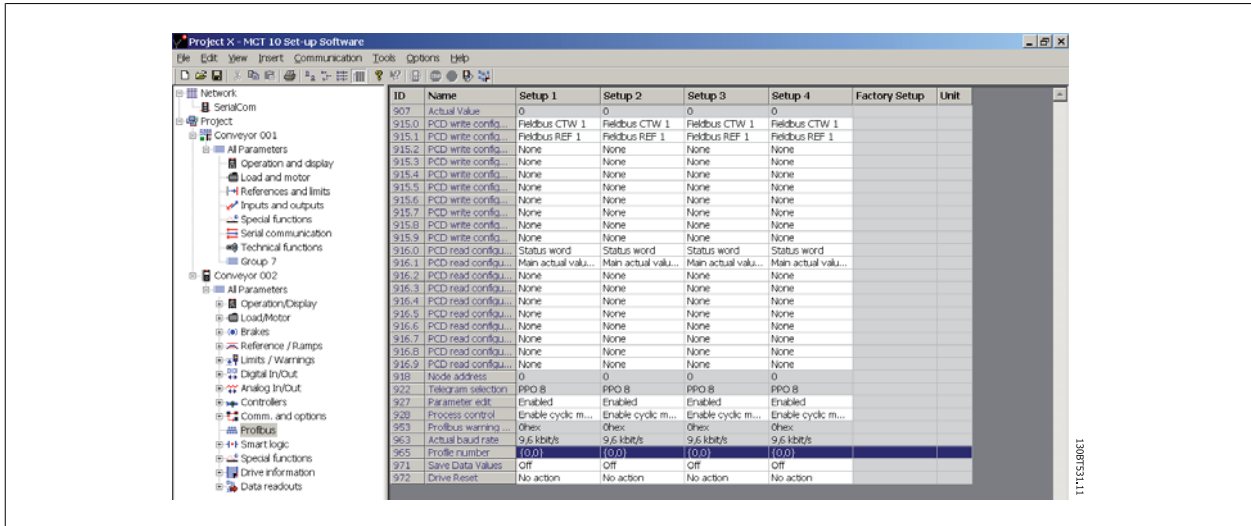 Project X - MCT 10 Set-up Software
File Edit View Insert Communication Tools Options Help
Network
SerialCom
Project
Conveyor 001
All Parameters
Operation and display
Load and motor
References and limits
Inputs and outputs
Special functions
Serial communication
Technical functions
Group 7
Conveyor 002
All Parameters
Operation/Display
Load/Motor
Brakes
Reference / Ramps
Limits / Warnings
Digital In/Out
Analog In/Out
Controllers
Comm. and options
Profibus
Smart logic
Special functions
Drive information
Data readouts
ID Name Setup 1 Setup 2 Setup 3 Setup 4 Factory Setup Unit
907 Actual Value 0 0 0 0
915.0 PCD write config... Fieldbus CTW 1 Fieldbus CTW 1 Fieldbus CTW 1 Fieldbus CTW 1
915.1 PCD write config... Fieldbus REF 1 Fieldbus REF 1 Fieldbus REF 1 Fieldbus REF 1
915.2 PCD write config... None None None None
915.3 PCD write config... None None None None
915.4 PCD write config... None None None None
915.5 PCD write config... None None None None
915.6 PCD write config... None None None None
915.7 PCD write config... None None None None
915.8 PCD write config... None None None None
915.9 PCD write config... None None None None
916.0 PCD read configu... Status word Status word Status word Status word
916.1 PCD read configu... Main actual valu... Main actual valu... Main actual valu... Main actual valu...
916.2 PCD read configu... None None None None
916.3 PCD read configu... None None None None
916.4 PCD read configu... None None None None
916.5 PCD read configu... None None None None
916.6 PCD read configu... None None None None
916.7 PCD read configu... None None None None
916.8 PCD read configu... None None None None
916.9 PCD read configu... None None None None
918 Node address 0 0 0 0
922 Telegram selection PPO 8 PPO 8 PPO 8 PPO 8
927 Parameter edit Enabled Enabled Enabled Enabled
928 Process control Enable cyclic m... Enable cyclic m... Enable cyclic m... Enable cyclic m...
953 Profibus warning ... 0hex 0hex 0hex 0hex
963 Actual baud rate 9,6 kbit/s 9,6 kbit/s 9,6 kbit/s 9,6 kbit/s
965 Profile number {0,0} {0,0} {0,0} {0,0}
971 Save Data Values Off Off Off Off
972 Drive Reset No action No action No action No action
130BT531.11